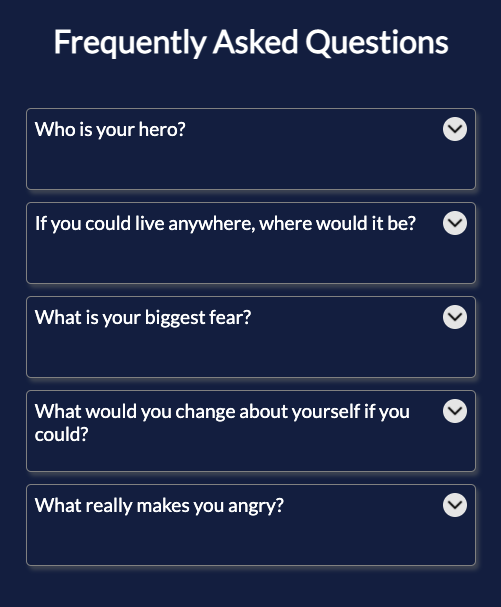 Frequently Asked Questions
Who is your hero?
If you could live anywhere, where would it be?
What is your biggest fear?
What would you change about yourself if you
could?
What really makes you angry?